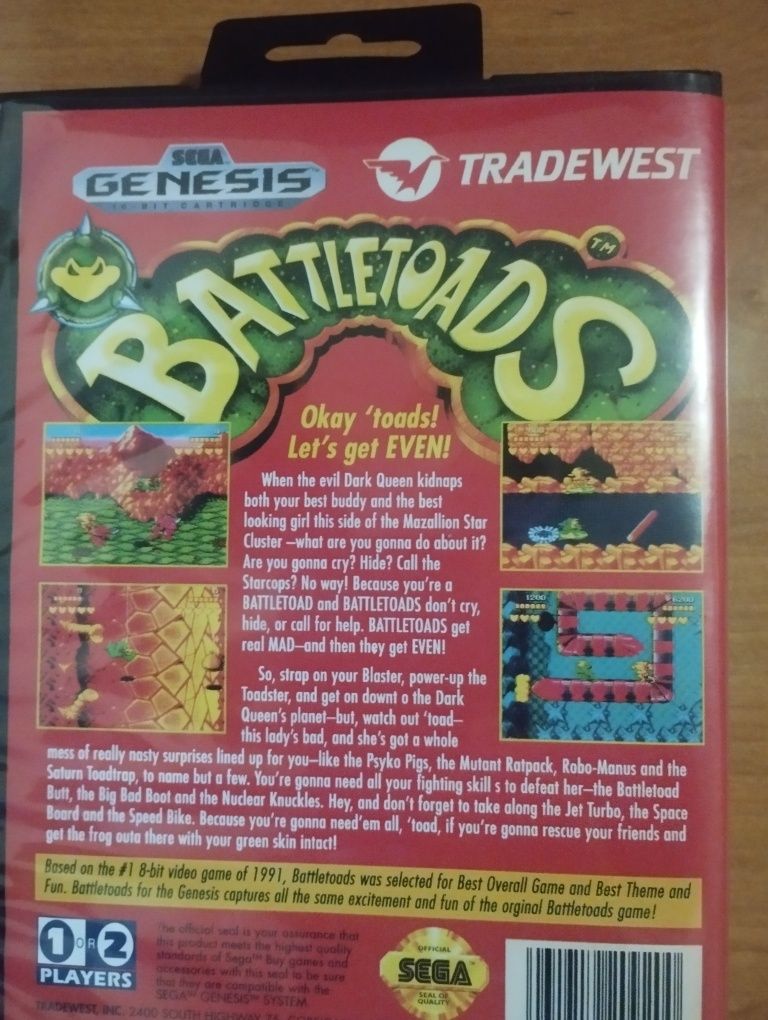 SEGA
GENESIS
16-BIT CARTRIDGE
TRADEWEST
BATTLETOADS
TM
Okay 'toads!
Let's get EVEN!
When the evil Dark Queen kidnaps
both your best buddy and the best
looking girl this side of the Mazallion Star
Cluster —what are you gonna do about it?
Are you gonna cry? Hide? Call the
Starcops? No way! Because you're a
BATTLETOAD and BATTLETOADS don't cry,
hide, or call for help. BATTLETOADS get
real MAD—and then they get EVEN!
So, strap on your Blaster, power-up the
Toadster, and get on downt o the Dark
Queen's planet—but, watch out 'toad—
this lady's bad, and she's got a whole
mess of really nasty surprises lined up for you—like the Psyko Pigs, the Mutant Ratpack, Robo-Manus and the
Saturn Toadtrap, to name but a few. You're gonna need all your fighting skill s to defeat her—the Battletoad
Butt, the Big Bad Boot and the Nuclear Knuckles. Hey, and don't forget to take along the Jet Turbo, the Space
Board and the Speed Bike. Because you're gonna need'em all, 'toad, if you're gonna rescue your friends and
get the frog outa there with your green skin intact!
1200 6200
Based on the #1 8-bit video game of 1991, Battletoads was selected for Best Overall Game and Best Theme and
Fun. Battletoads for the Genesis captures all the same excitement and fun of the orginal Battletoads game!
1 OR 2
PLAYERS
The official seal is your assurance that
this product meets the highest quality
standards of Sega™ Buy games and
accessories with this seal to be sure
that they are compatible with the
SEGA™ GENESIS™ SYSTEM
OFFICIAL
SEGA
SEAL OF
QUALITY
TRADEWEST, INC. 2400 SOUTH HIGHWAY 75,